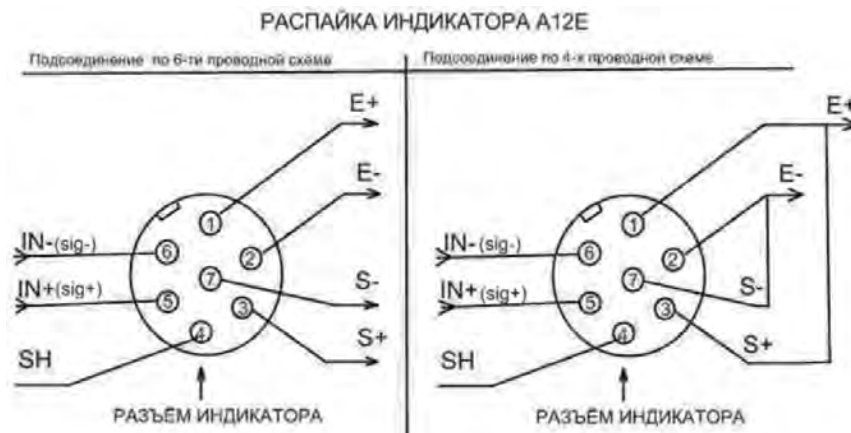 РАСПАЙКА ИНДИКАТОРА А12Е
Подсоединение по 6-ти проводной схеме
E+
E-
IN-(sig-)
IN+(sig+)
SH
1
2
3
4
5
6
7
S-
S+
РАЗЪЁМ ИНДИКАТОРА
Подсоединение по 4-х проводной схеме
E+
E-
IN-(sig-)
IN+(sig+)
SH
1
2
3
4
5
6
7
S-
S+
РАЗЪЁМ ИНДИКАТОРА